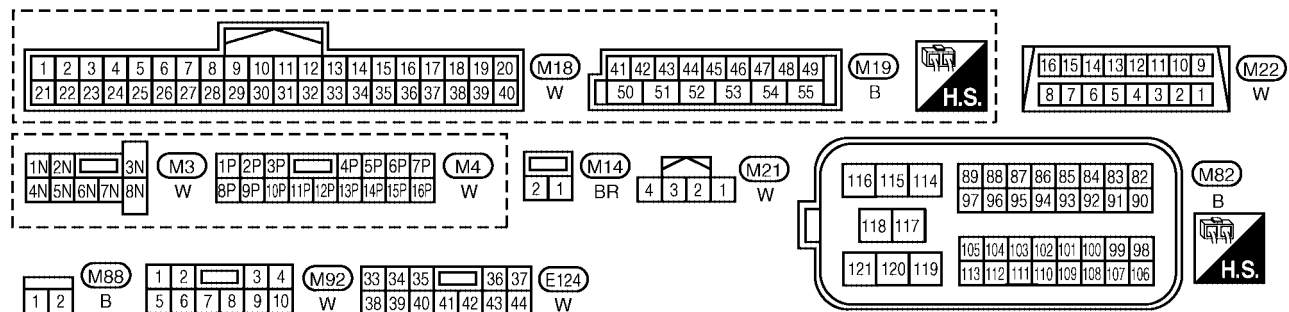 1 2 3 4 5 6 7 8 9 10 11 12 13 14 15 16 17 18 19 20
21 22 23 24 25 26 27 28 29 30 31 32 33 34 35 36 37 38 39 40
M18
W
41 42 43 44 45 46 47 48 49
50 51 52 53 54 55
M19
B
H.S.
16 15 14 13 12 11 10 9
8 7 6 5 4 3 2 1
M22
W
1N 2N 3N
4N 5N 6N 7N 8N
M3
W
1P 2P 3P 4P 5P 6P 7P
8P 9P 10P 11P 12P 13P 14P 15P 16P
M4
W
2 1
M14
BR
4 3 2 1
M21
W
116 115 114
118 117
121 120 119
89 88 87 86 85 84 83 82
97 96 95 94 93 92 91 90
105 104 103 102 101 100 99 98
113 112 111 110 109 108 107 106
M82
B
H.S.
1 2
M88
B
1 2 3 4
5 6 7 8 9 10
M92
W
33 34 35 36 37
38 39 40 41 42 43 44
E124
W